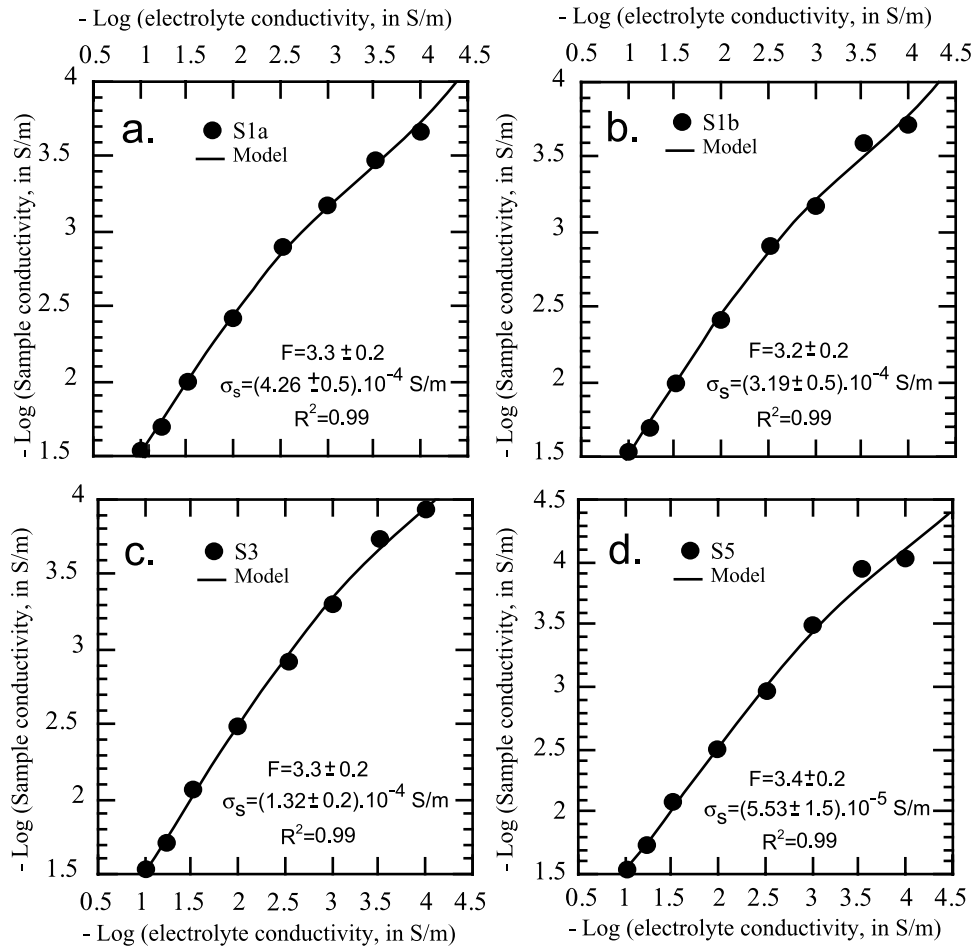 - Log (electrolyte conductivity, in S/m)
0.5 1 1.5 2 2.5 3 3.5 4 4.5
- Log (Sample conductivity, in S/m)
4
3.5
3
2.5
2
1.5
a.
S1a
Model
F=3.3 ± 0.2
σs=(4.26 ±0.5).10⁻⁴ S/m
R²=0.99
- Log (electrolyte conductivity, in S/m)
0.5 1 1.5 2 2.5 3 3.5 4 4.5
- Log (Sample conductivity, in S/m)
4
3.5
3
2.5
2
1.5
b.
S1b
Model
F=3.2 ± 0.2
σs=(3.19± 0.5).10⁻⁴ S/m
R²=0.99
- Log (Sample conductivity, in S/m)
4
3.5
3
2.5
2
1.5
c.
S3
Model
F=3.3 ± 0.2
σs=(1.32± 0.2).10⁻⁴ S/m
R²=0.99
0.5 1 1.5 2 2.5 3 3.5 4 4.5
- Log (electrolyte conductivity, in S/m)
- Log (Sample conductivity, in S/m)
4.5
4
3.5
3
2.5
2
1.5
d.
S5
Model
F=3.4 ± 0.2
σs=(5.53± 1.5).10⁻⁵ S/m
R²=0.99
0.5 1 1.5 2 2.5 3 3.5 4 4.5
- Log (electrolyte conductivity, in S/m)